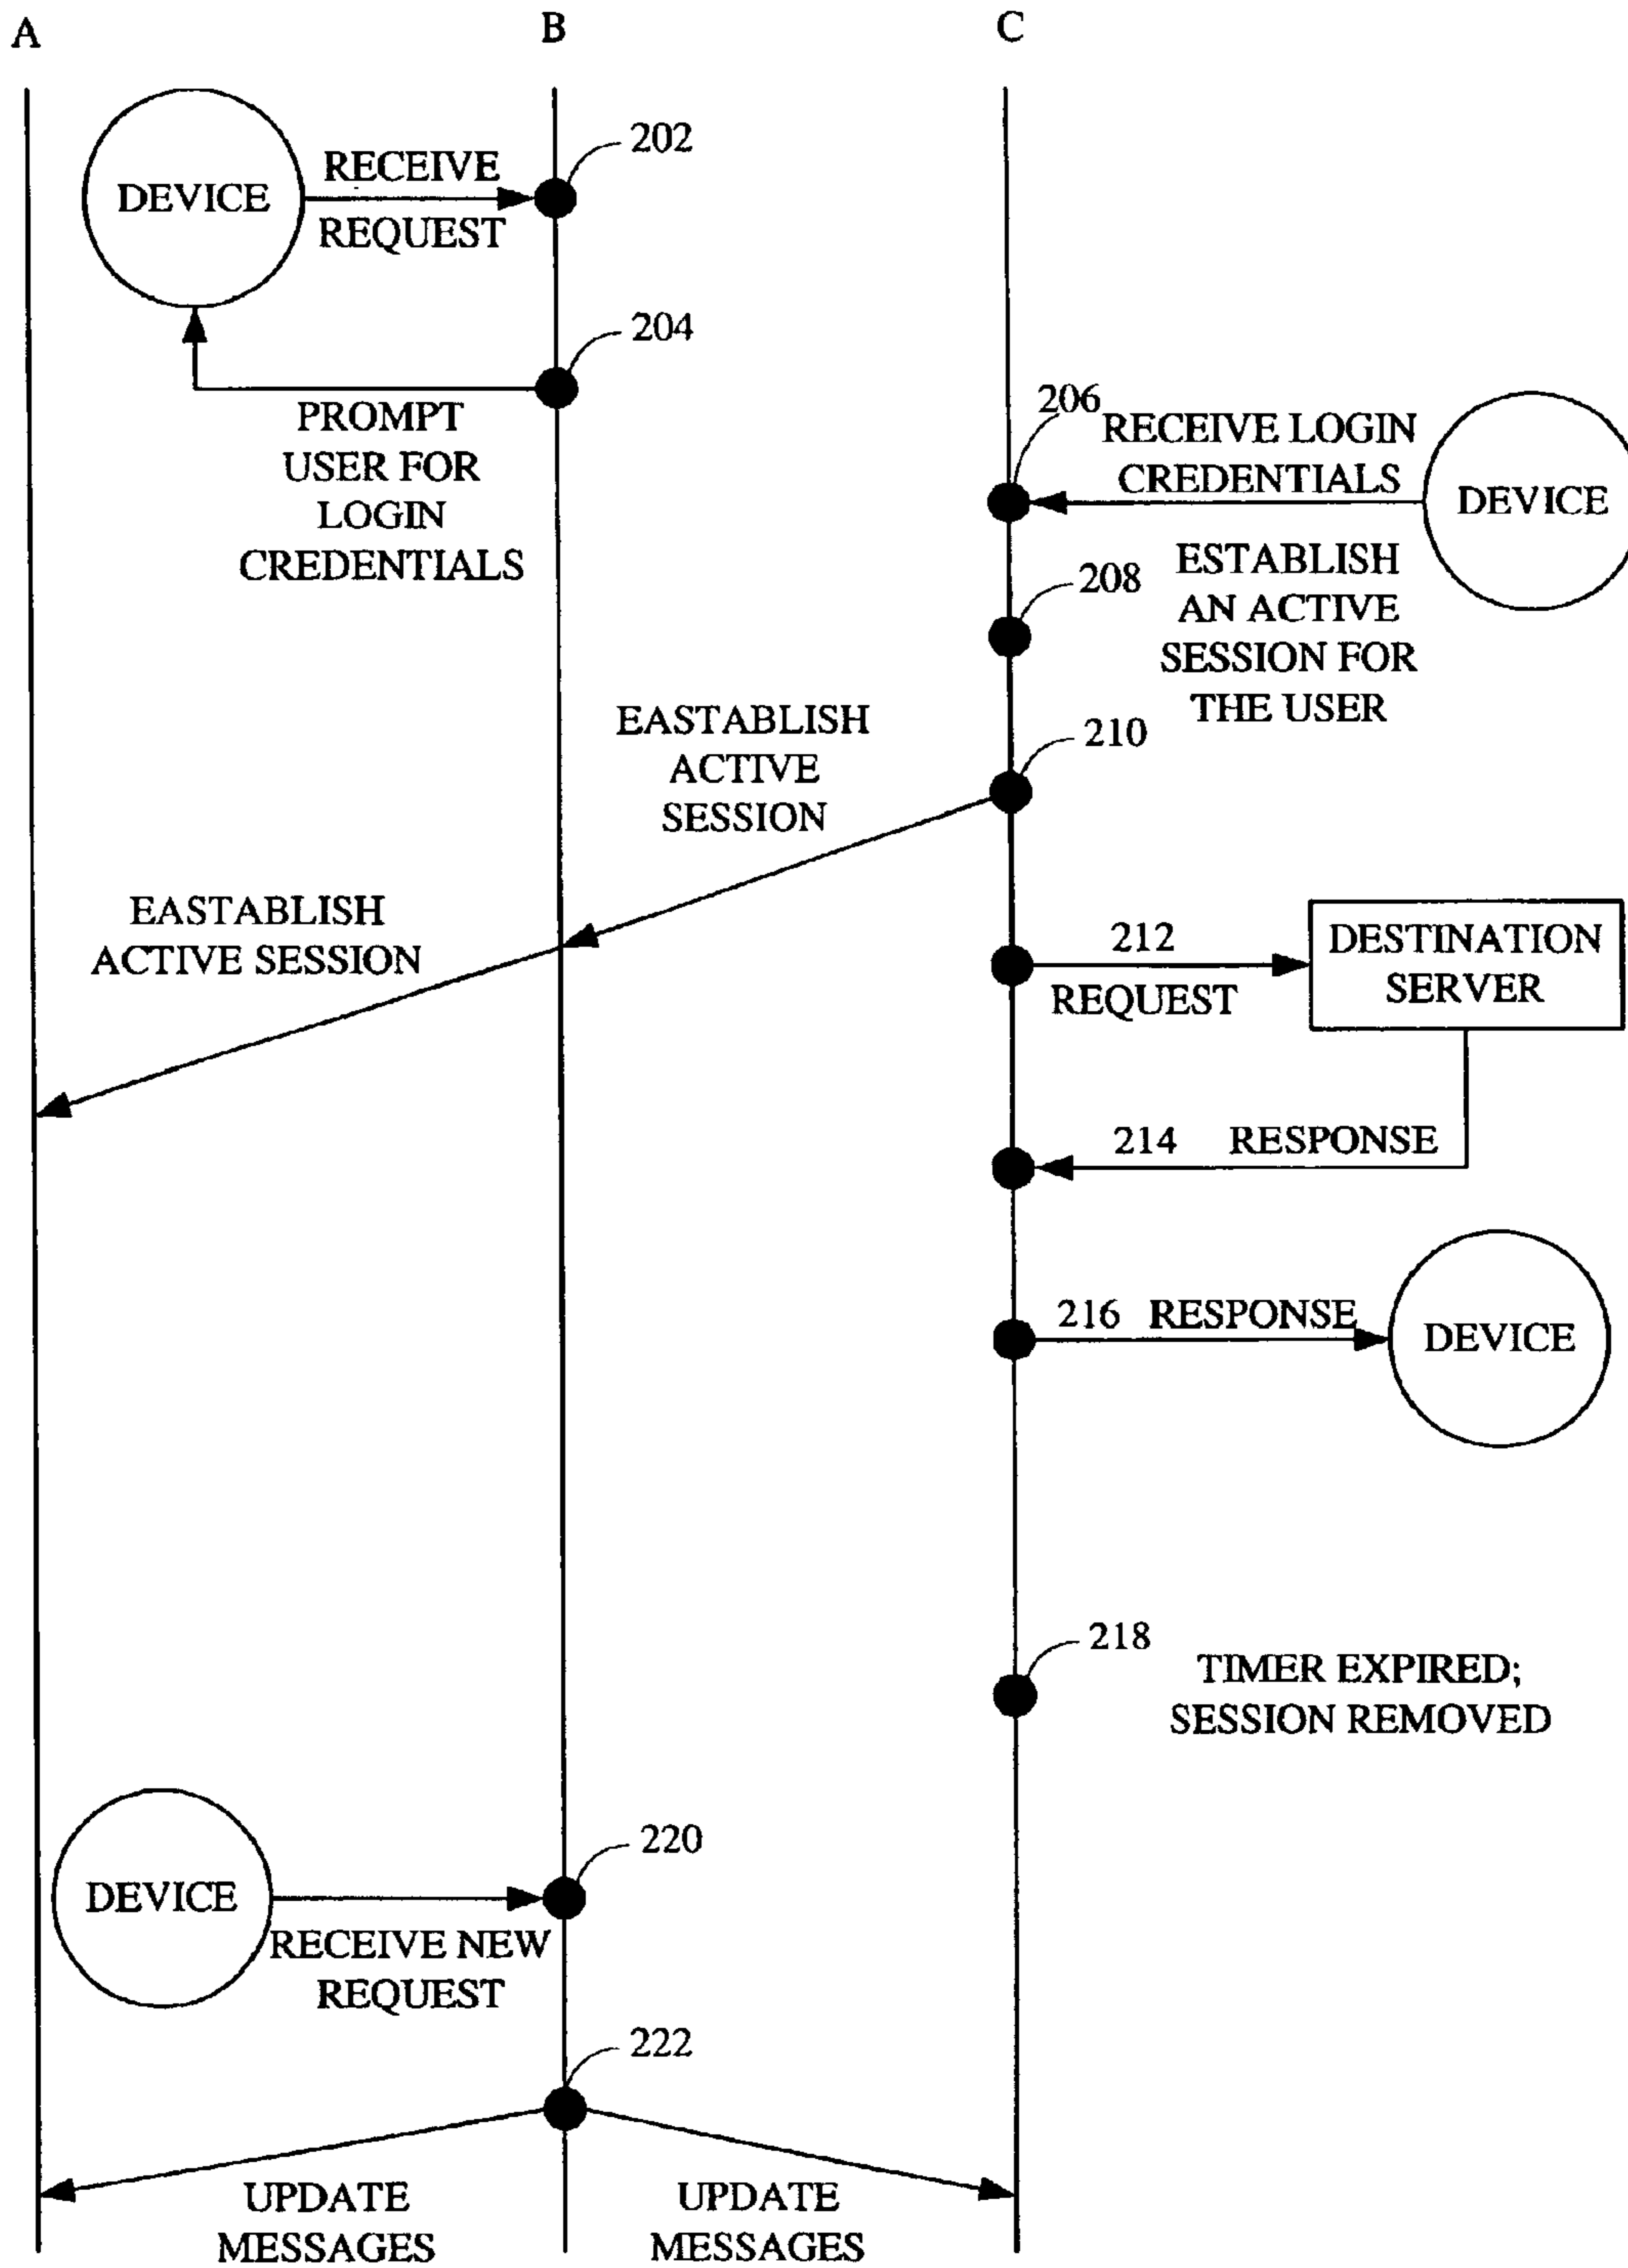 A
B
C
202
DEVICE
RECEIVE
REQUEST
204
PROMPT
USER FOR
LOGIN
CREDENTIALS
206
RECEIVE LOGIN
CREDENTIALS
DEVICE
208
ESTABLISH
AN ACTIVE
SESSION FOR
THE USER
EASTABLISH
ACTIVE
SESSION
210
EASTABLISH
ACTIVE SESSION
212
REQUEST
DESTINATION
SERVER
214 RESPONSE
216 RESPONSE
DEVICE
218
TIMER EXPIRED;
SESSION REMOVED
220
DEVICE
RECEIVE NEW
REQUEST
222
UPDATE
MESSAGES
UPDATE
MESSAGES